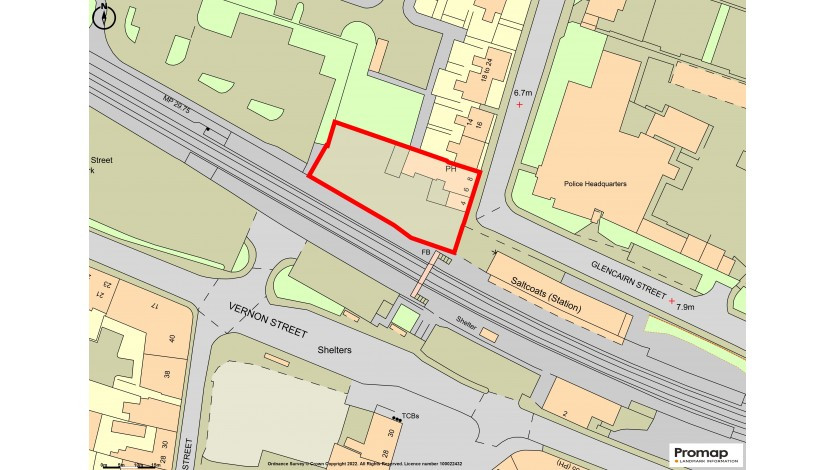 N
18 to 24
6.7m
MP 29.75
14
16
Street
rk
PH
8
6
4
Police Headquarters
FB
GLENCAIRN STREET
Saltcoats (Station)
7.9m
23
21
17
VERNON STREET
Shelter
40
Shelters
38
2
TCBs
30
30
28
28
STREET
(PH)
Promap
LANDMARK INFORMATION
Ordnance Survey © Crown Copyright 2022. All Rights Reserved. Licence number 100022432